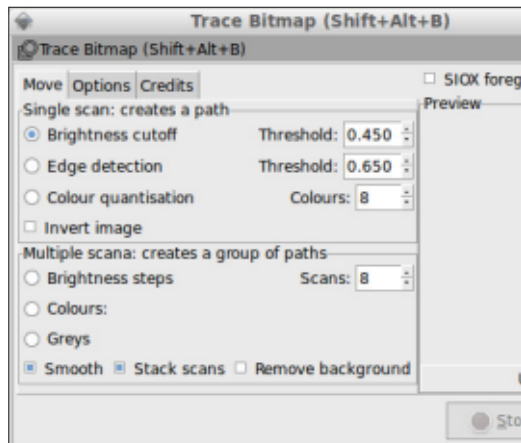 Trace Bitmap (Shift+Alt+B)
Trace Bitmap (Shift+Alt+B)
Move Options Credits
SIOX foreg
Single scan: creates a path
Preview
Brightness cutoff Threshold: 0.450
Edge detection Threshold: 0.650
Colour quantisation Colours: 8
Invert image
Multiple scana: creates a group of paths
Brightness steps Scans: 8
Colours:
Greys
Smooth Stack scans Remove background
U
Sto